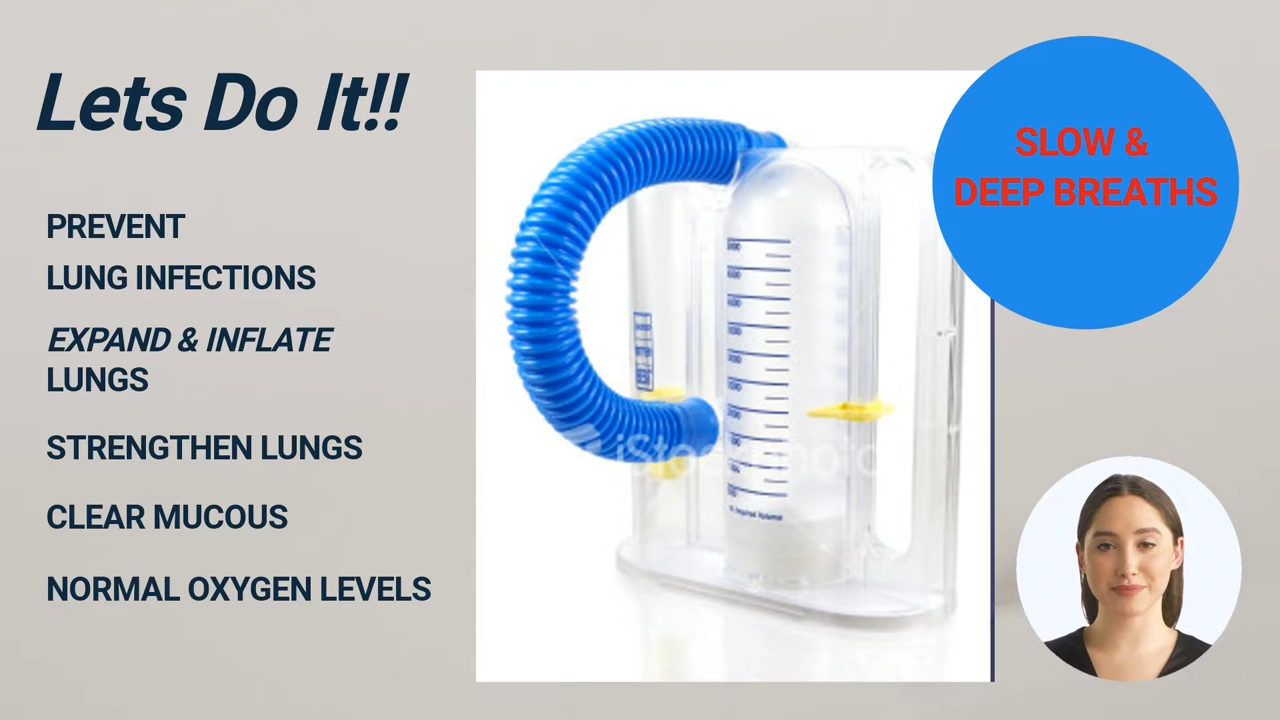 Lets Do It!!
PREVENT
LUNG INFECTIONS
EXPAND & INFLATE
LUNGS
STRENGTHEN LUNGS
CLEAR MUCOUS
NORMAL OXYGEN LEVELS
SLOW &
DEEP BREATHS